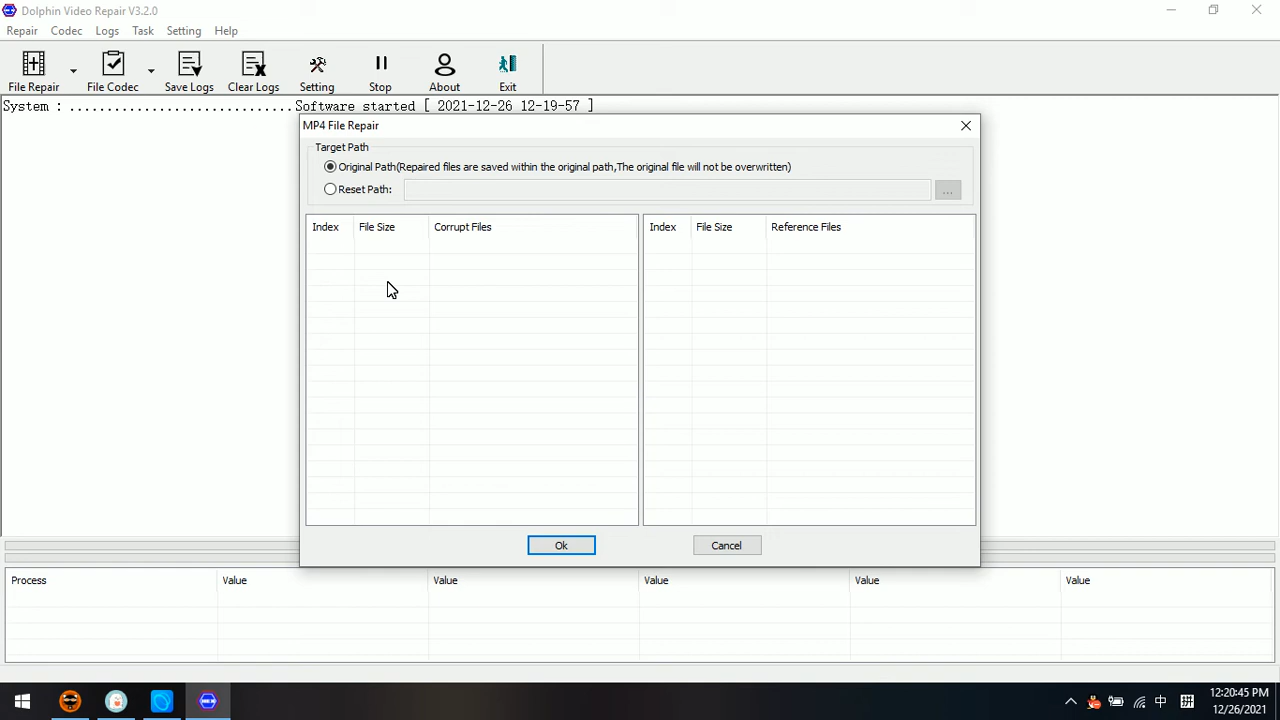 Dolphin Video Repair V3.2.0
Repair Codec Logs Task Setting Help
File Repair File Codec Save Logs Clear Logs Setting Stop About Exit
System : ............................Software started [ 2021-12-26 12-19-57 ]
MP4 File Repair
Target Path
Original Path(Repaired files are saved within the original path,The original file will not be overwritten)
Reset Path: ...
Index File Size Corrupt Files Index File Size Reference Files
Ok Cancel
Process Value Value Value Value Value
中 拼 12:20:45 PM
12/26/2021